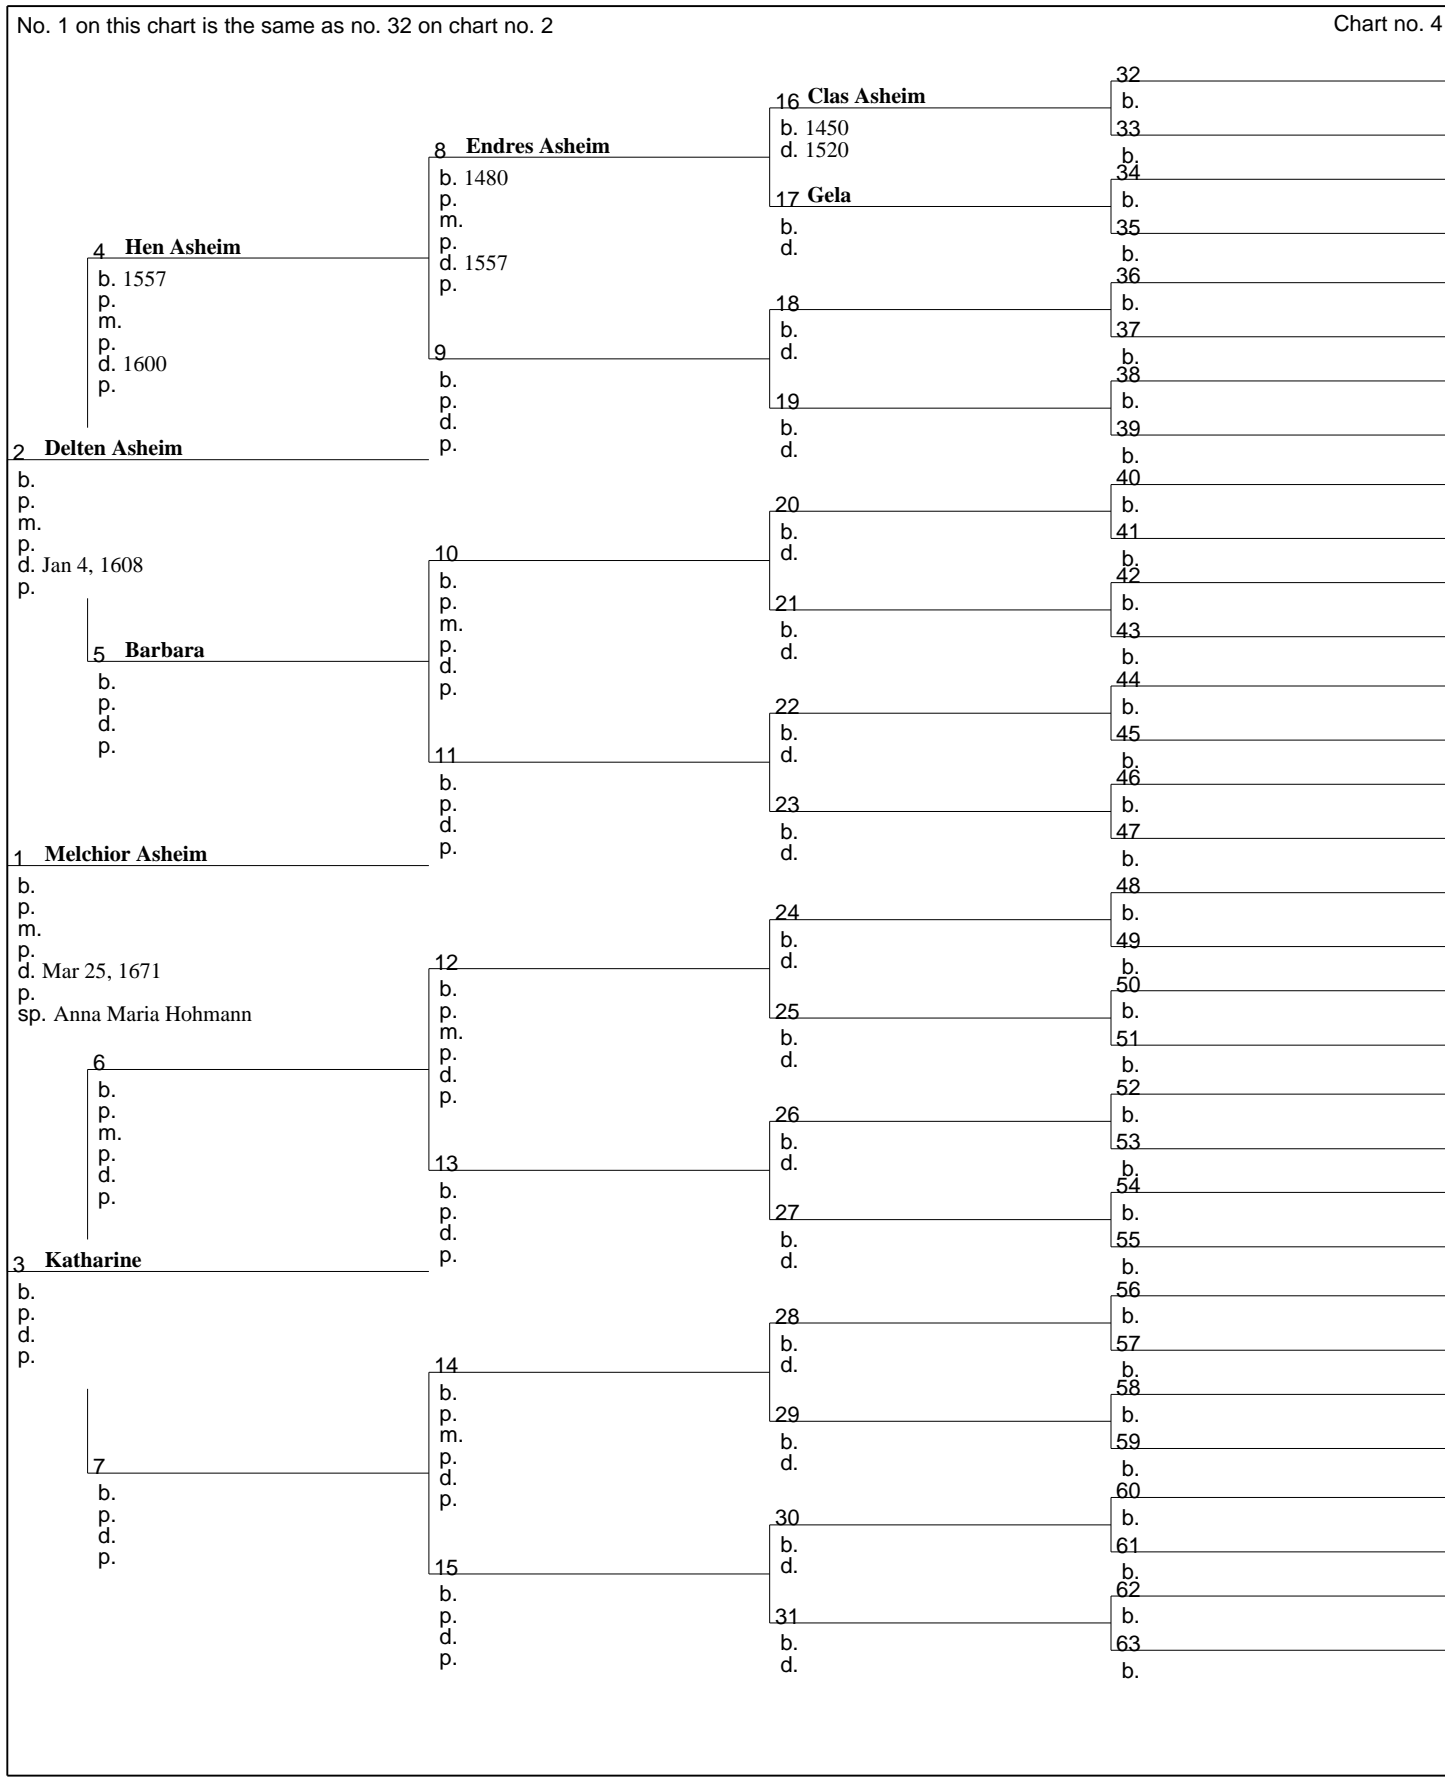 No. 1 on this chart is the same as no. 32 on chart no. 2
Chart no. 4
1 Melchior Asheim
b.
p.
m.
p.
d. Mar 25, 1671
p.
sp. Anna Maria Hohmann
2 Delten Asheim
b.
p.
m.
p.
d. Jan 4, 1608
p.
3 Katharine
b.
p.
d.
p.
4 Hen Asheim
b. 1557
p.
m.
p.
d. 1600
p.
5 Barbara
b.
p.
d.
p.
6
b.
p.
m.
p.
d.
p.
7
b.
p.
d.
p.
8 Endres Asheim
b. 1480
p.
m.
p.
d. 1557
p.
9
b.
p.
d.
p.
10
b.
p.
m.
p.
d.
p.
11
b.
p.
d.
p.
12
b.
p.
m.
p.
d.
p.
13
b.
p.
d.
p.
14
b.
p.
m.
p.
d.
p.
15
b.
p.
d.
p.
16 Clas Asheim
b. 1450
d. 1520
17 Gela
b.
d.
18
b.
d.
19
b.
d.
20
b.
d.
21
b.
d.
22
b.
d.
23
b.
d.
24
b.
d.
25
b.
d.
26
b.
d.
27
b.
d.
28
b.
d.
29
b.
d.
30
b.
d.
31
b.
d.
32
b.
33
b.
34
b.
35
b.
36
b.
37
b.
38
b.
39
b.
40
b.
41
b.
42
b.
43
b.
44
b.
45
b.
46
b.
47
b.
48
b.
49
b.
50
b.
51
b.
52
b.
53
b.
54
b.
55
b.
56
b.
57
b.
58
b.
59
b.
60
b.
61
b.
62
b.
63
b.